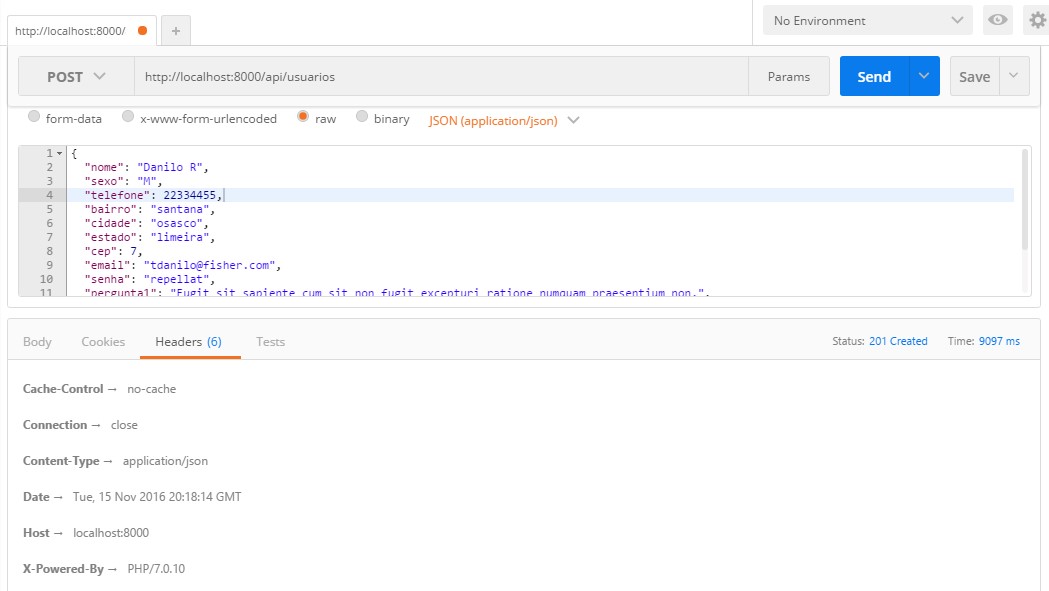 http://localhost:8000/
+
No Environment
POST
http://localhost:8000/api/usuarios
Params
Send
Save
form-data
x-www-form-urlencoded
raw
binary
JSON (application/json)
1 {
2 "nome": "Danilo R",
3 "sexo": "M",
4 "telefone": 22334455,
5 "bairro": "santana",
6 "cidade": "osasco",
7 "estado": "limeira",
8 "cep": 7,
9 "email": "tdanilo@fisher.com",
10 "senha": "repellat",
11 "pergunta1": "Fugit sit sapiente cum sit non fugit excepturi ratione numquam praesentium non.",
Body
Cookies
Headers (6)
Tests
Status: 201 Created
Time: 9097 ms
Cache-Control → no-cache
Connection → close
Content-Type → application/json
Date → Tue, 15 Nov 2016 20:18:14 GMT
Host → localhost:8000
X-Powered-By → PHP/7.0.10